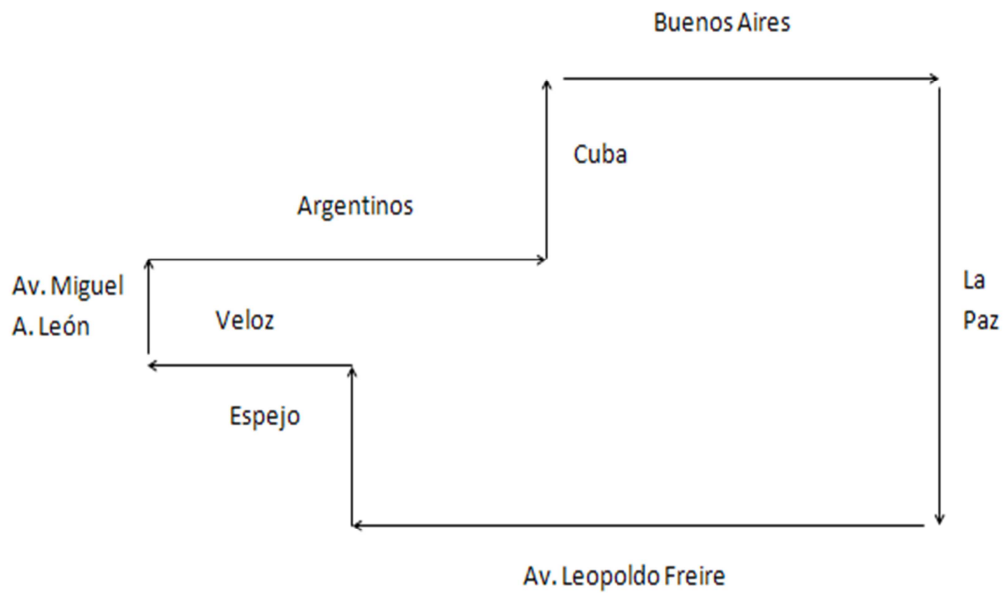 Buenos Aires
Cuba
Argentinos
Av. Miguel
A. León
Veloz
La
Paz
Espejo
Av. Leopoldo Freire